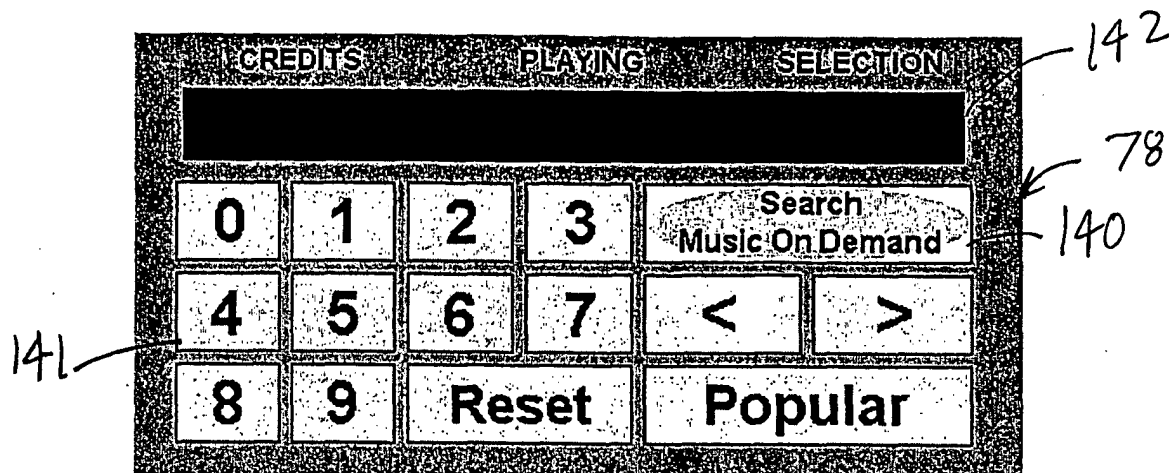 CREDITS PLAYING SELECTION
142
78
0 1 2 3 Search
Music On Demand
140
4 5 6 7 < >
141
8 9 Reset Popular